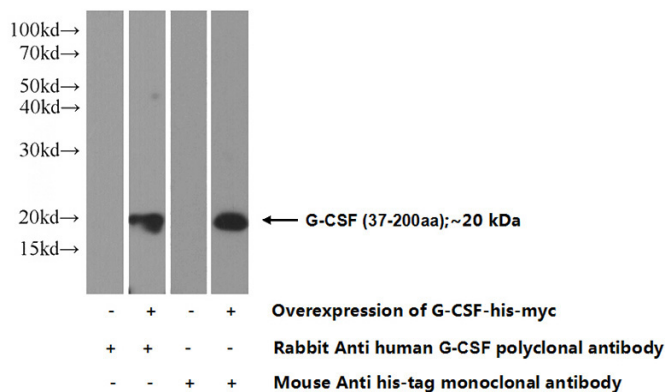 100kd→
70kd→
50kd→
40kd→
30kd→
20kd→
15kd→
G-CSF (37-200aa);~20 kDa
- + - + Overexpression of G-CSF-his-myc
+ + - - Rabbit Anti human G-CSF polyclonal antibody
- - + + Mouse Anti his-tag monoclonal antibody